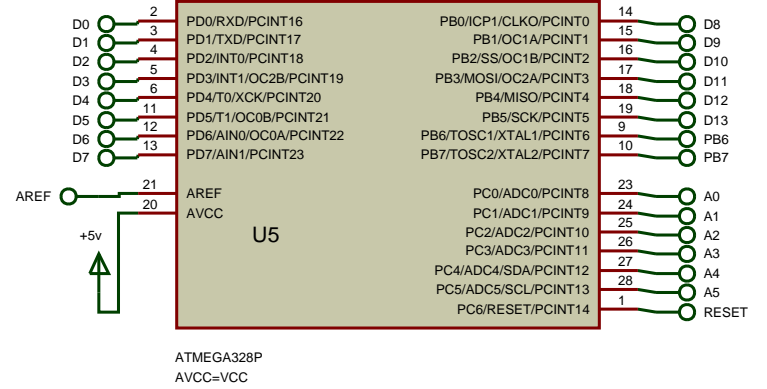 D0 2 PD0/RXD/PCINT16 PB0/ICP1/CLKO/PCINT0 14 D8
D1 3 PD1/TXD/PCINT17 PB1/OC1A/PCINT1 15 D9
D2 4 PD2/INT0/PCINT18 PB2/SS/OC1B/PCINT2 16 D10
D3 5 PD3/INT1/OC2B/PCINT19 PB3/MOSI/OC2A/PCINT3 17 D11
D4 6 PD4/T0/XCK/PCINT20 PB4/MISO/PCINT4 18 D12
D5 11 PD5/T1/OC0B/PCINT21 PB5/SCK/PCINT5 19 D13
D6 12 PD6/AIN0/OC0A/PCINT22 PB6/TOSC1/XTAL1/PCINT6 9 PB6
D7 13 PD7/AIN1/PCINT23 PB7/TOSC2/XTAL2/PCINT7 10 PB7
AREF 21 AREF PC0/ADC0/PCINT8 23 A0
20 AVCC PC1/ADC1/PCINT9 24 A1
+5v U5 PC2/ADC2/PCINT10 25 A2
PC3/ADC3/PCINT11 26 A3
PC4/ADC4/SDA/PCINT12 27 A4
PC5/ADC5/SCL/PCINT13 28 A5
PC6/RESET/PCINT14 1 RESET
ATMEGA328P
AVCC=VCC